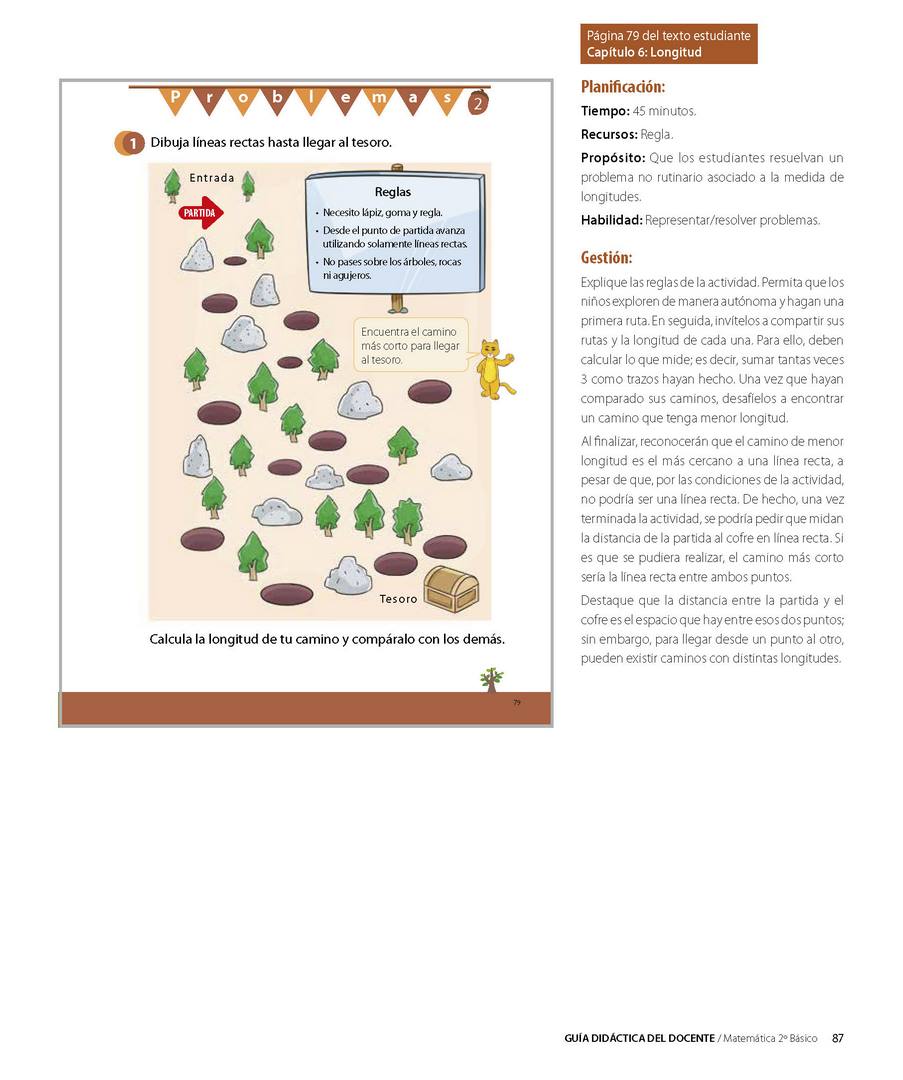 Página 79 del texto estudiante
Capítulo 6: Longitud
Problemas 2
1 Dibuja líneas rectas hasta llegar al tesoro.
Entrada
PARTIDA
Reglas
• Necesito lápiz, goma y regla.
• Desde el punto de partida avanza
utilizando solamente líneas rectas.
• No pases sobre los árboles, rocas
ni agujeros.
Encuentra el camino
más corto para llegar
al tesoro.
Tesoro
Calcula la longitud de tu camino y compáralo con los demás.
79
Planificación:
Tiempo: 45 minutos.
Recursos: Regla.
Propósito: Que los estudiantes resuelvan un
problema no rutinario asociado a la medida de
longitudes.
Habilidad: Representar/resolver problemas.
Gestión:
Explique las reglas de la actividad. Permita que los
niños exploren de manera autónoma y hagan una
primera ruta. En seguida, invítelos a compartir sus
rutas y la longitud de cada una. Para ello, deben
calcular lo que mide; es decir, sumar tantas veces
3 como trazos hayan hecho. Una vez que hayan
comparado sus caminos, desafíelos a encontrar
un camino que tenga menor longitud.
Al finalizar, reconocerán que el camino de menor
longitud es el más cercano a una línea recta, a
pesar de que, por las condiciones de la actividad,
no podría ser una línea recta. De hecho, una vez
terminada la actividad, se podría pedir que midan
la distancia de la partida al cofre en línea recta. Si
es que se pudiera realizar, el camino más corto
sería la línea recta entre ambos puntos.
Destaque que la distancia entre la partida y el
cofre es el espacio que hay entre esos dos puntos;
sin embargo, para llegar desde un punto al otro,
pueden existir caminos con distintas longitudes.
GUÍA DIDÁCTICA DEL DOCENTE / Matemática 2º Básico 87